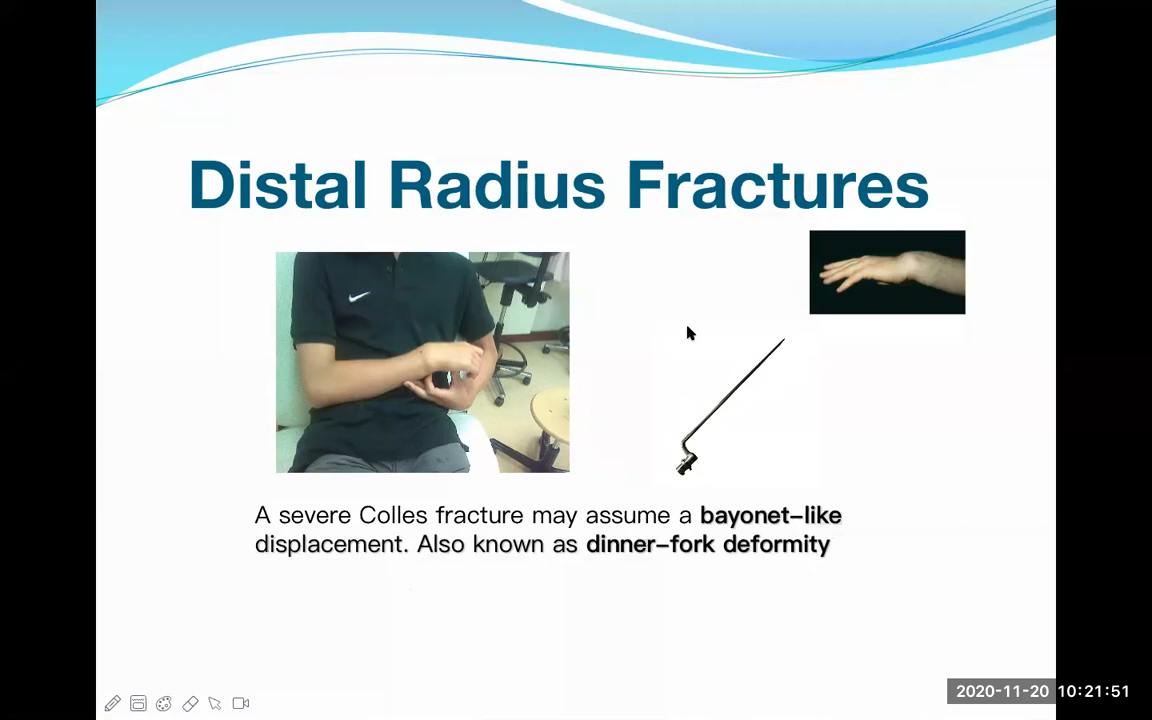 Distal Radius Fractures
A severe Colles fracture may assume a bayonet-like
displacement. Also known as dinner-fork deformity
2020-11-20 10:21:51